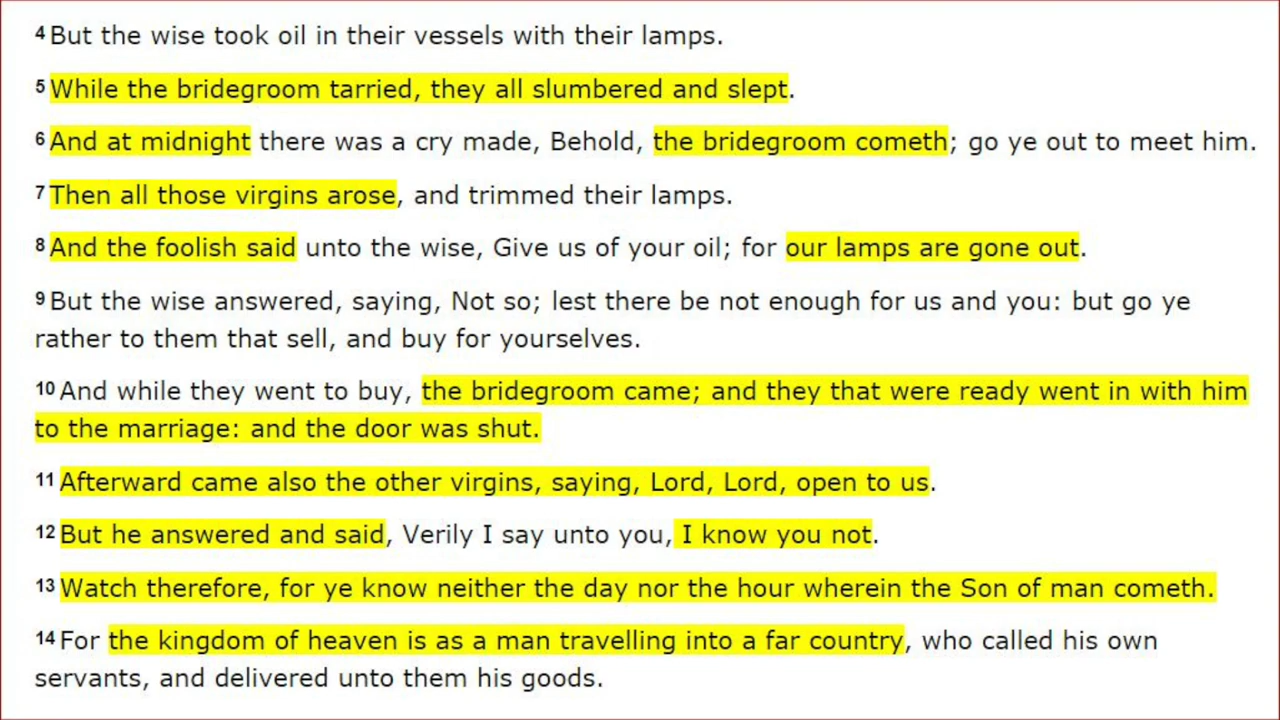 4 But the wise took oil in their vessels with their lamps.
5 While the bridegroom tarried, they all slumbered and slept.
6 And at midnight there was a cry made, Behold, the bridegroom cometh; go ye out to meet him.
7 Then all those virgins arose, and trimmed their lamps.
8 And the foolish said unto the wise, Give us of your oil; for our lamps are gone out.
9 But the wise answered, saying, Not so; lest there be not enough for us and you: but go ye
rather to them that sell, and buy for yourselves.
10 And while they went to buy, the bridegroom came; and they that were ready went in with him
to the marriage: and the door was shut.
11 Afterward came also the other virgins, saying, Lord, Lord, open to us.
12 But he answered and said, Verily I say unto you, I know you not.
13 Watch therefore, for ye know neither the day nor the hour wherein the Son of man cometh.
14 For the kingdom of heaven is as a man travelling into a far country, who called his own
servants, and delivered unto them his goods.